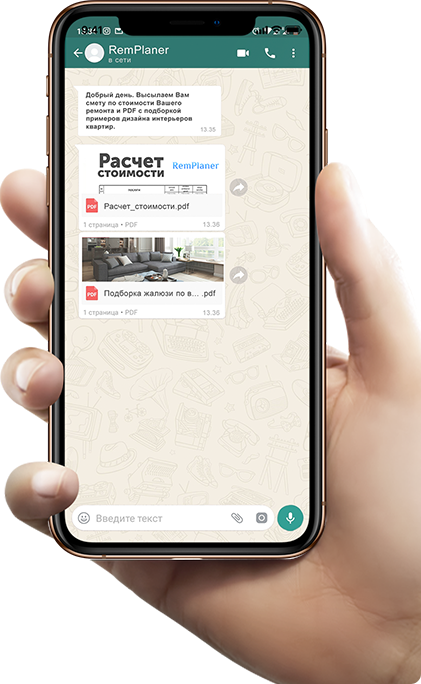 RemPlaner
в сети
Добрый день. Высылаем Вам
смету по стоимости Вашего
ремонта и PDF с подборкой
примеров дизайна интерьеров
квартир.
13.35
Расчет
стоимости
RemPlaner
PDF
Расчет_стоимости.pdf
1 страница • PDF
13.36
PDF
Подборка жалюзи по в... .pdf
1 страница • PDF
13.36
Введите текст